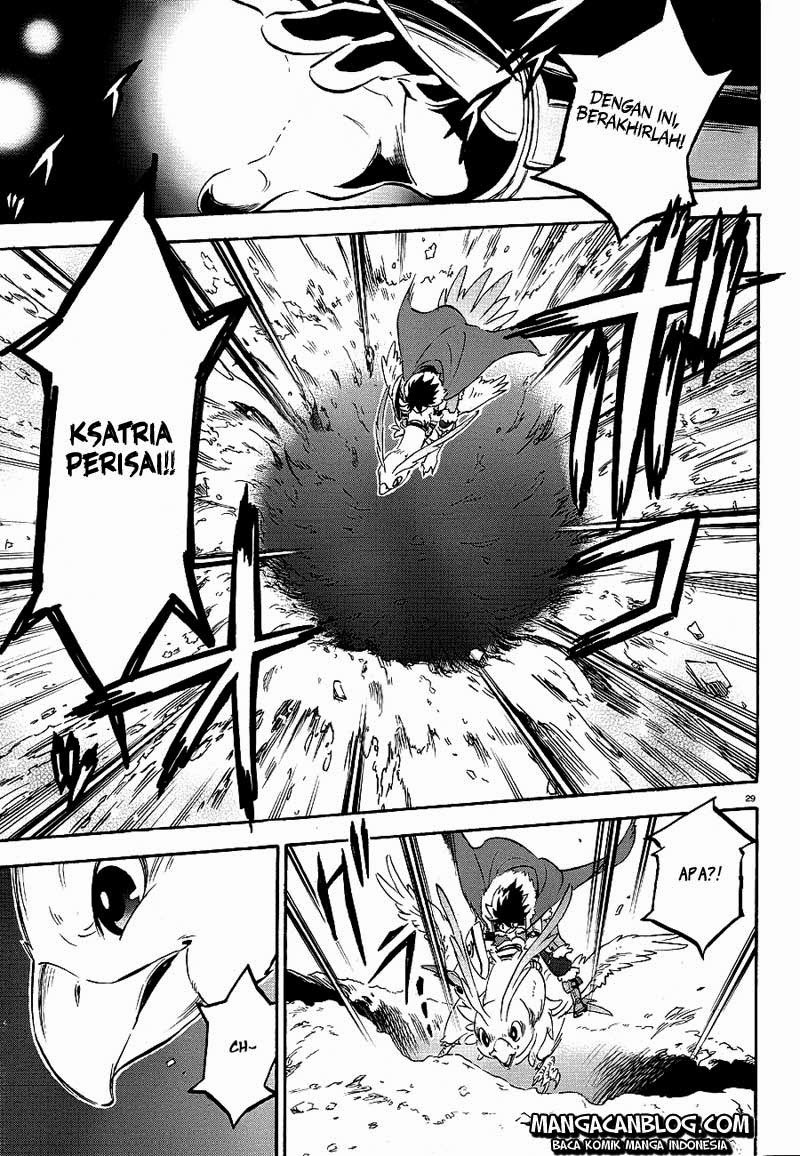 DENGAN INI,
BERAKHIRLAH!
KSATRIA
PERISAI!!
29
APA?!
CH~
MANGACANBLOG.COM
BACA KOMIK MANGA INDONESIA